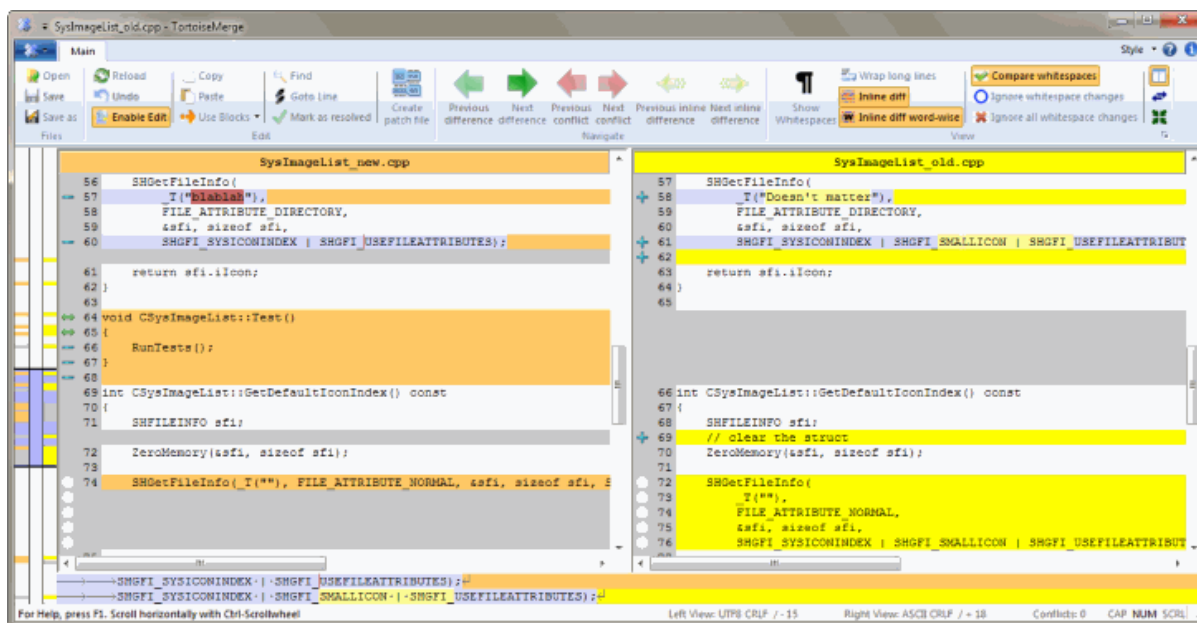 SysImageList_old.cpp - TortoiseMerge
Main
Style
Open
Reload
Copy
Find
Wrap long lines
Compare whitespaces
Save
Undo
Paste
Goto Line
Inline diff
Ignore whitespace changes
Save as
Enable Edit
Use Blocks
Mark as resolved
Create patch file
Previous difference
Next difference
Previous conflict
Next conflict
Previous inline difference
Next inline difference
Show Whitespaces
Inline diff word-wise
Ignore all whitespace changes
Files
Edit
Navigate
View
SysImageList_new.cpp
56 SHGetFileInfo(
57 _T("blablah"),
58 FILE_ATTRIBUTE_DIRECTORY,
59 &sfi, sizeof sfi,
60 SHGFI_SYSICONINDEX | SHGFI_USEFILEATTRIBUTES);
61 return sfi.iIcon;
62 }
63
64 void CSysImageList::Test()
65 {
66 RunTests();
67 }
68
69 int CSysImageList::GetDefaultIconIndex() const
70 {
71 SHFILEINFO sfi;
72 ZeroMemory(&sfi, sizeof sfi);
73
74 SHGetFileInfo(_T(""), FILE_ATTRIBUTE_NORMAL, &sfi, sizeof sfi, S
SysImageList_old.cpp
57 SHGetFileInfo(
58 _T("Doesn't matter"),
59 FILE_ATTRIBUTE_DIRECTORY,
60 &sfi, sizeof sfi,
61 SHGFI_SYSICONINDEX | SHGFI_SMALLICON | SHGFI_USEFILEATTRIBUT
62
63 return sfi.iIcon;
64 }
65
66 int CSysImageList::GetDefaultIconIndex() const
67 {
68 SHFILEINFO sfi;
69 // clear the struct
70 ZeroMemory(&sfi, sizeof sfi);
71
72 SHGetFileInfo(
73 _T(""),
74 FILE_ATTRIBUTE_NORMAL,
75 &sfi, sizeof sfi,
76 SHGFI_SYSICONINDEX | SHGFI_SMALLICON | SHGFI_USEFILEATTRIBUT
SHGFI_SYSICONINDEX·|·SHGFI_USEFILEATTRIBUTES);
SHGFI_SYSICONINDEX·|·SHGFI_SMALLICON·|·SHGFI_USEFILEATTRIBUTES);
For Help, press F1. Scroll horizontally with Ctrl-Scrollwheel
Left View: UTF8 CRLF / - 15
Right View: ASCII CRLF / + 18
Conflicts: 0
CAP NUM SCRL